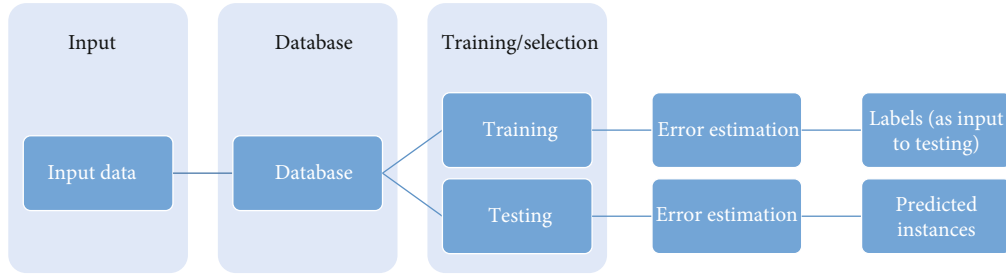 Input
Database
Training/selection
Input data
Database
Training
Error estimation
Labels (as input
to testing)
Testing
Error estimation
Predicted
instances